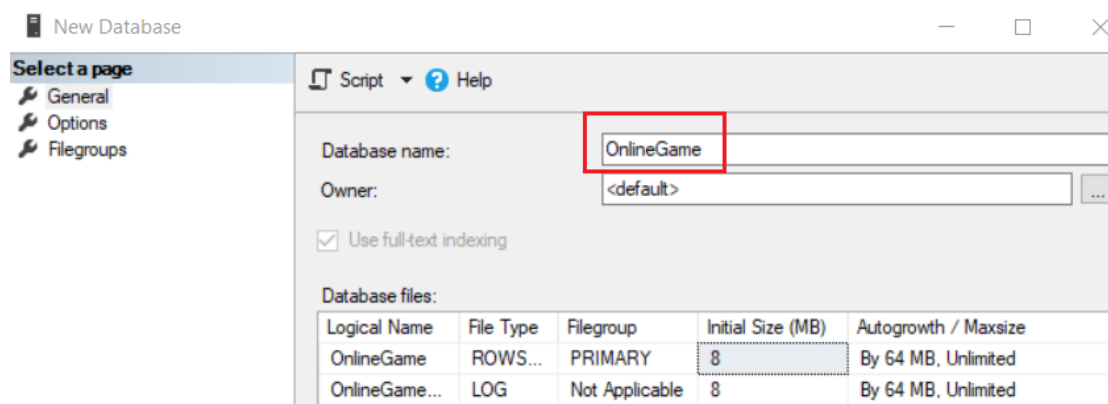 New Database
Select a page
General
Options
Filegroups
Script Help
Database name: OnlineGame
Owner: <default> ...
Use full-text indexing
Database files:
Logical Name File Type Filegroup Initial Size (MB) Autogrowth / Maxsize
OnlineGame ROWS... PRIMARY 8 By 64 MB, Unlimited
OnlineGame... LOG Not Applicable 8 By 64 MB, Unlimited